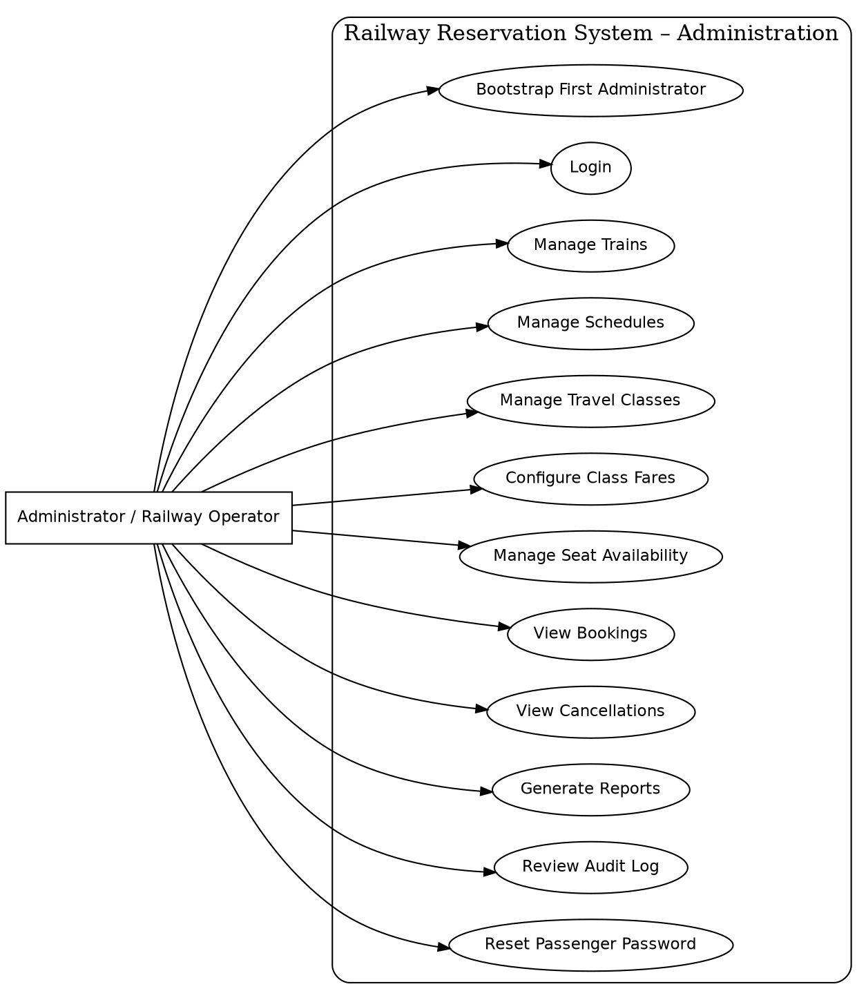 Railway Reservation System – Administration
Bootstrap First Administrator
Login
Manage Trains
Manage Schedules
Manage Travel Classes
Configure Class Fares
Administrator / Railway Operator
Manage Seat Availability
View Bookings
View Cancellations
Generate Reports
Review Audit Log
Reset Passenger Password